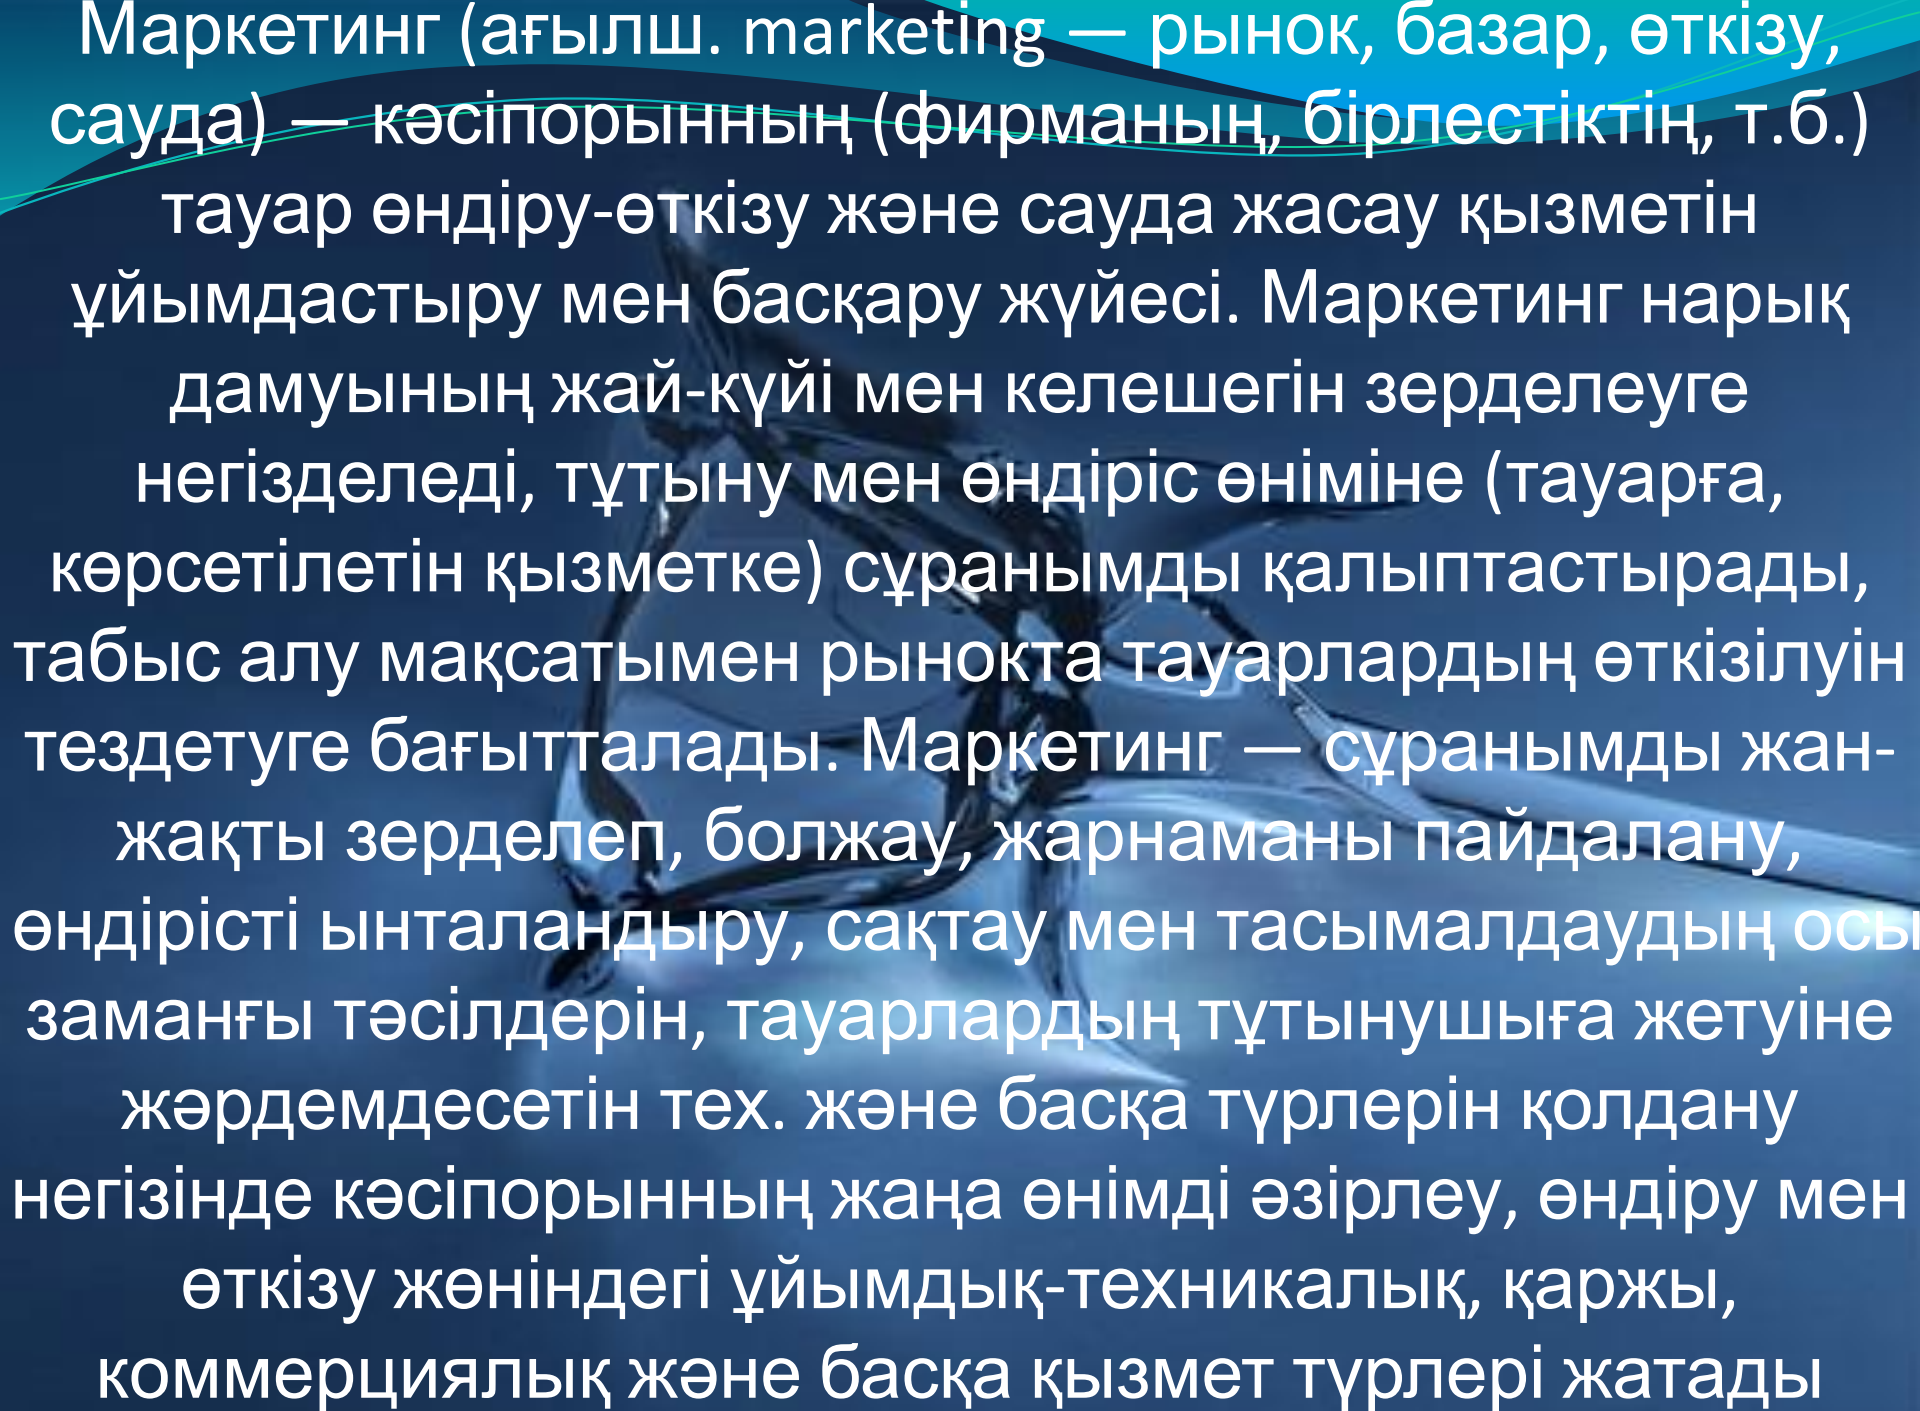 Маркетинг (ағылш. marketing — рынок, базар, өткізу,
сауда) — кәсіпорынның (фирманың, бірлестіктің, т.б.)
тауар өндіру-өткізу және сауда жасау қызметін
ұйымдастыру мен басқару жүйесі. Маркетинг нарық
дамуының жай-күйі мен келешегін зерделеуге
негізделеді, тұтыну мен өндіріс өніміне (тауарға,
көрсетілетін қызметке) сұранымды қалыптастырады,
табыс алу мақсатымен рынокта тауарлардың өткізілуін
тездетуге бағытталады. Маркетинг — сұранымды жан-
жақты зерделеп, болжау, жарнаманы пайдалану,
өндірісті ынталандыру, сақтау мен тасымалдаудың осы
заманғы тәсілдерін, тауарлардың тұтынушыға жетуіне
жәрдемдесетін тех. және басқа түрлерін қолдану
негізінде кәсіпорынның жаңа өнімді әзірлеу, өндіру мен
өткізу жөніндегі ұйымдық-техникалық, қаржы,
коммерциялық және басқа қызмет түрлері жатады